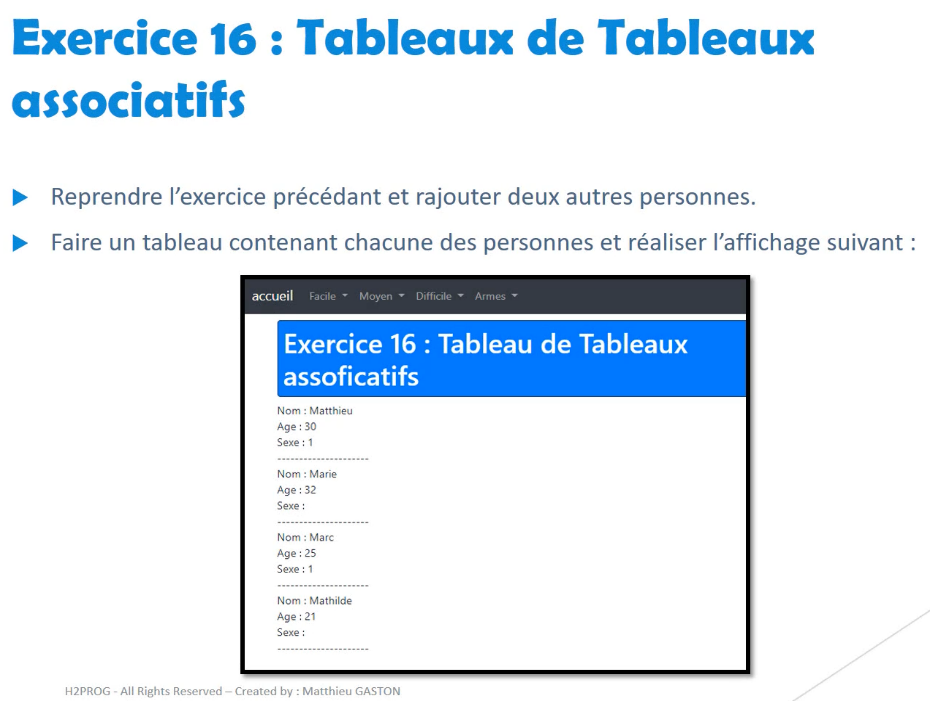 Exercice 16 : Tableaux de Tableaux
associatifs
Reprendre l’exercice précédant et rajouter deux autres personnes.
Faire un tableau contenant chacune des personnes et réaliser l’affichage suivant :
accueil Facile Moyen Difficile Armes
Exercice 16 : Tableau de Tableaux
assoficatifs
Nom : Matthieu
Age : 30
Sexe : 1
---------------------
Nom : Marie
Age : 32
Sexe :
---------------------
Nom : Marc
Age : 25
Sexe : 1
---------------------
Nom : Mathilde
Age : 21
Sexe :
---------------------
H2PROG - All Rights Reserved – Created by : Matthieu GASTON